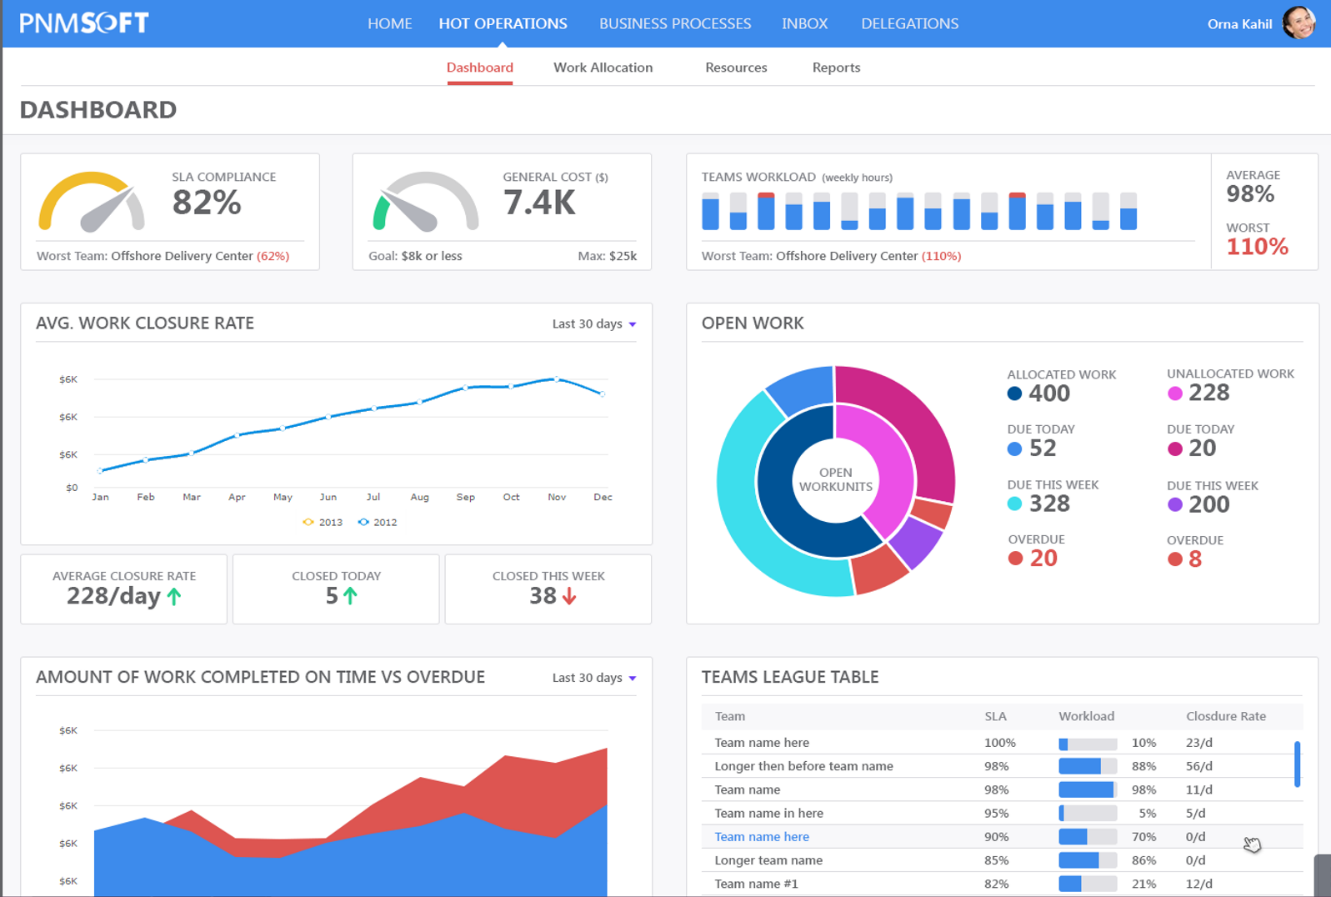 PNMSOFT
HOME HOT OPERATIONS BUSINESS PROCESSES INBOX DELEGATIONS
Orna Kahil
Dashboard Work Allocation Resources Reports
DASHBOARD
SLA COMPLIANCE
82%
Worst Team: Offshore Delivery Center (62%)
GENERAL COST ($)
7.4K
Goal: $8k or less Max: $25k
TEAMS WORKLOAD (weekly hours)
Worst Team: Offshore Delivery Center (110%)
AVERAGE
98%
WORST
110%
AVG. WORK CLOSURE RATE Last 30 days
$6K
$6K
$6K
$0
Jan Feb Mar Apr May Jun Jul Aug Sep Oct Nov Dec
2013 2012
AVERAGE CLOSURE RATE
228/day
CLOSED TODAY
5
CLOSED THIS WEEK
38
OPEN WORK
OPEN
WORKUNITS
ALLOCATED WORK UNALLOCATED WORK
400 228
DUE TODAY DUE TODAY
52 20
DUE THIS WEEK DUE THIS WEEK
328 200
OVERDUE OVERDUE
20 8
AMOUNT OF WORK COMPLETED ON TIME VS OVERDUE Last 30 days
$6K
$6K
$6K
$6K
$6K
TEAMS LEAGUE TABLE
Team SLA Workload Closdure Rate
Team name here 100% 10% 23/d
Longer then before team name 98% 88% 56/d
Team name 98% 98% 11/d
Team name in here 95% 5% 5/d
Team name here 90% 70% 0/d
Longer team name 85% 86% 0/d
Team name #1 82% 21% 12/d